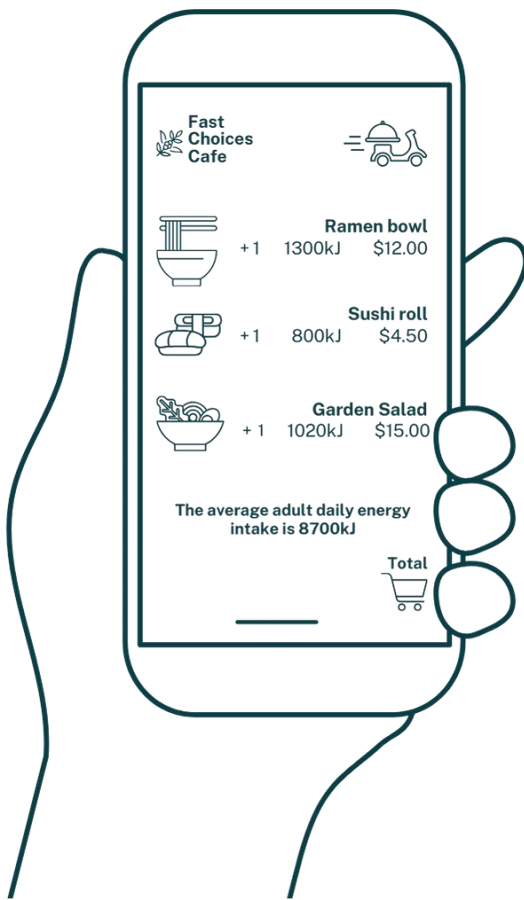 Fast
Choices
Cafe
Ramen bowl
+1 1300kJ $12.00
Sushi roll
+1 800kJ $4.50
Garden Salad
+ 1 1020kJ $15.00
The average adult daily energy
intake is 8700kJ
Total